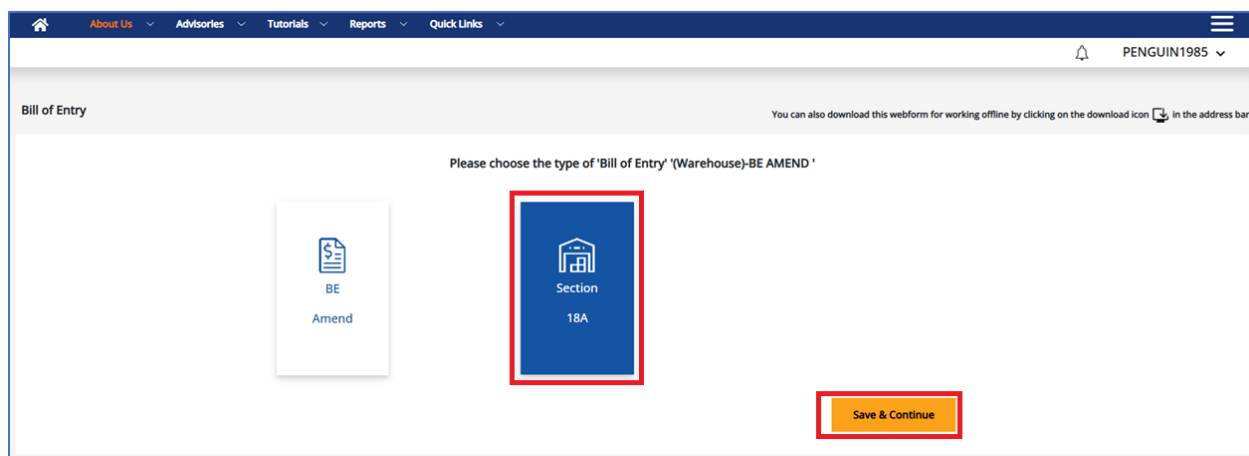 About Us Advisories Tutorials Reports Quick Links
PENGUIN1985
Bill of Entry
You can also download this webform for working offline by clicking on the download icon in the address bar
Please choose the type of 'Bill of Entry' '(Warehouse)-BE AMEND '
BE
Amend
Section
18A
Save & Continue